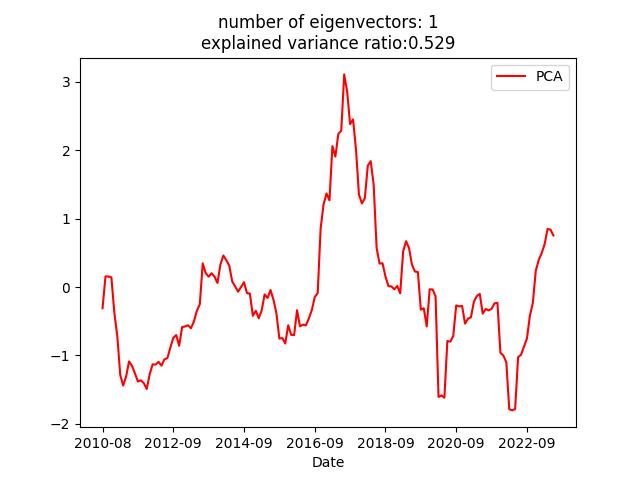 number of eigenvectors: 1
explained variance ratio:0.529
PCA
3
2
1
0
−1
−2
2010-08 2012-09 2014-09 2016-09 2018-09 2020-09 2022-09
Date